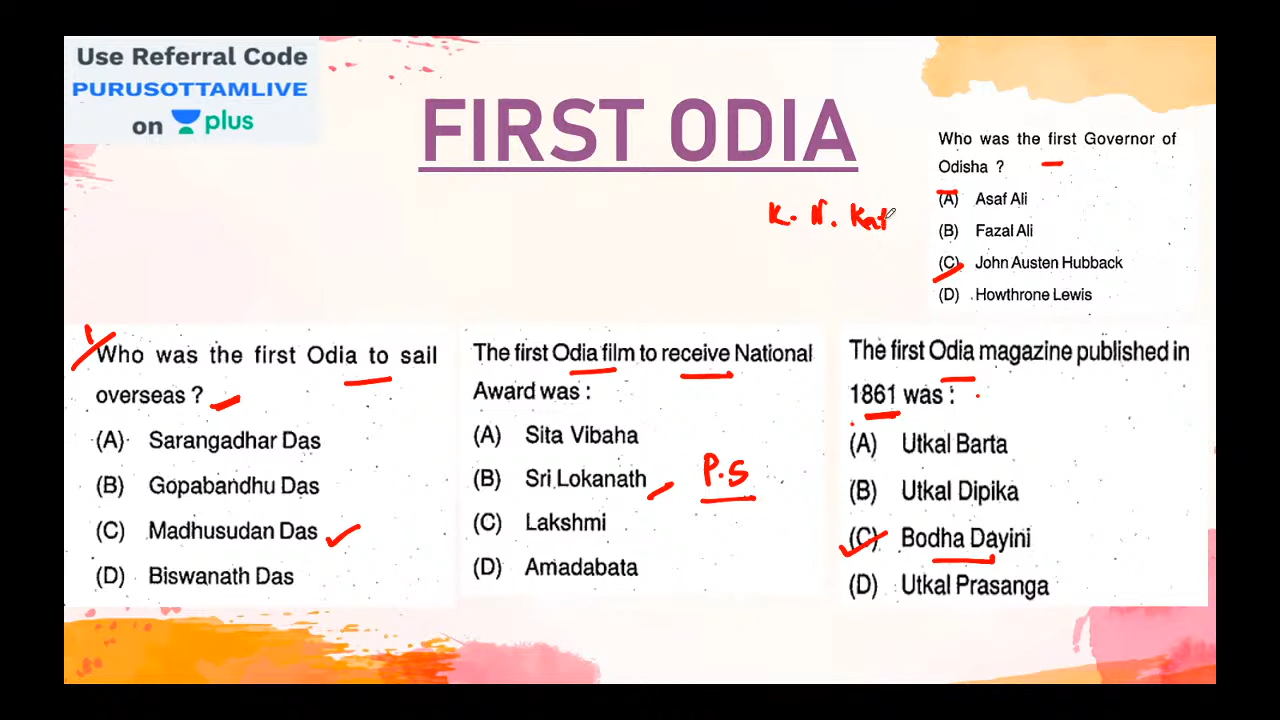 Use Referral Code
PURUSOTTAMLIVE
on plus
FIRST ODIA
K. N. Kat
Who was the first Governor of
Odisha ?
(A) Asaf Ali
(B) Fazal Ali
(C) John Austen Hubback
(D) Howthrone Lewis
1
Who was the first Odia to sail
overseas ?
(A) Sarangadhar Das
(B) Gopabandhu Das
(C) Madhusudan Das
(D) Biswanath Das
The first Odia film to receive National
Award was :
(A) Sita Vibaha
(B) Sri Lokanath
P.S
(C) Lakshmi
(D) Amadabata
The first Odia magazine published in
1861 was :
(A) Utkal Barta
(B) Utkal Dipika
(C) Bodha Dayini
(D) Utkal Prasanga